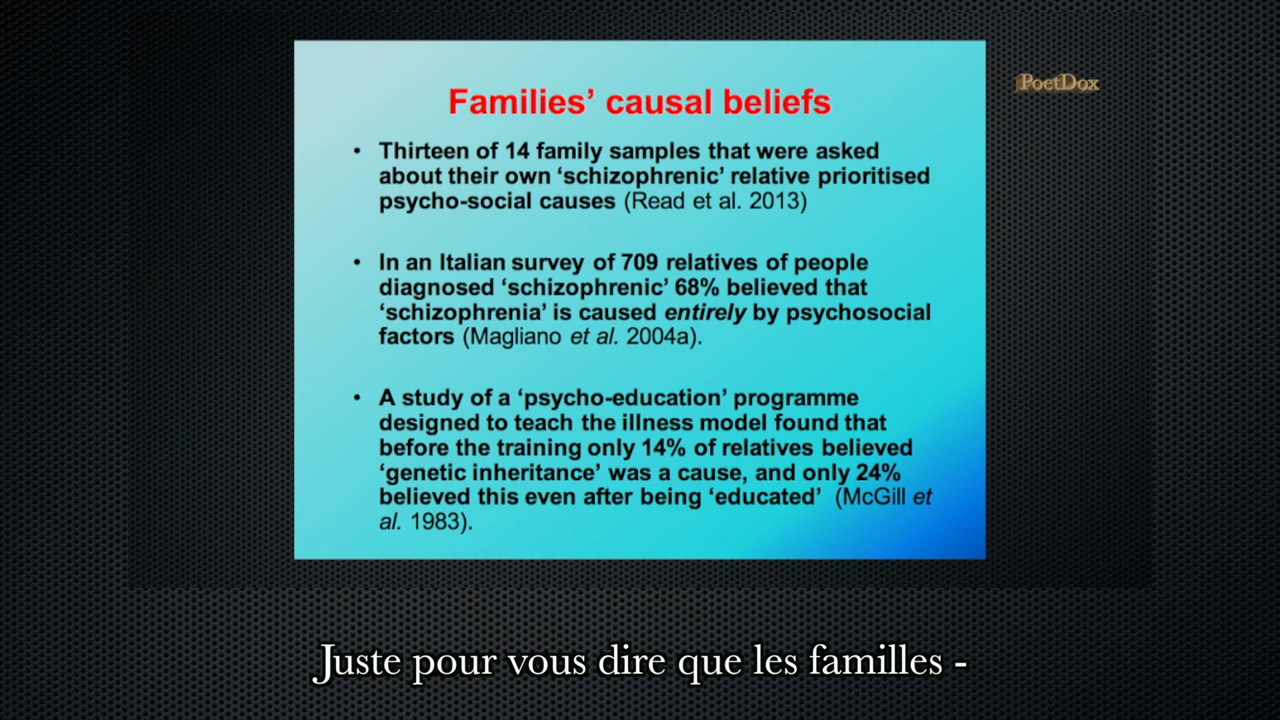 Families’ causal beliefs
PoetDox
• Thirteen of 14 family samples that were asked
about their own ‘schizophrenic’ relative prioritised
psycho-social causes (Read et al. 2013)
• In an Italian survey of 709 relatives of people
diagnosed ‘schizophrenic’ 68% believed that
‘schizophrenia’ is caused entirely by psychosocial
factors (Magliano et al. 2004a).
• A study of a ‘psycho-education’ programme
designed to teach the illness model found that
before the training only 14% of relatives believed
‘genetic inheritance’ was a cause, and only 24%
believed this even after being ‘educated’ (McGill et
al. 1983).
Juste pour vous dire que les familles -